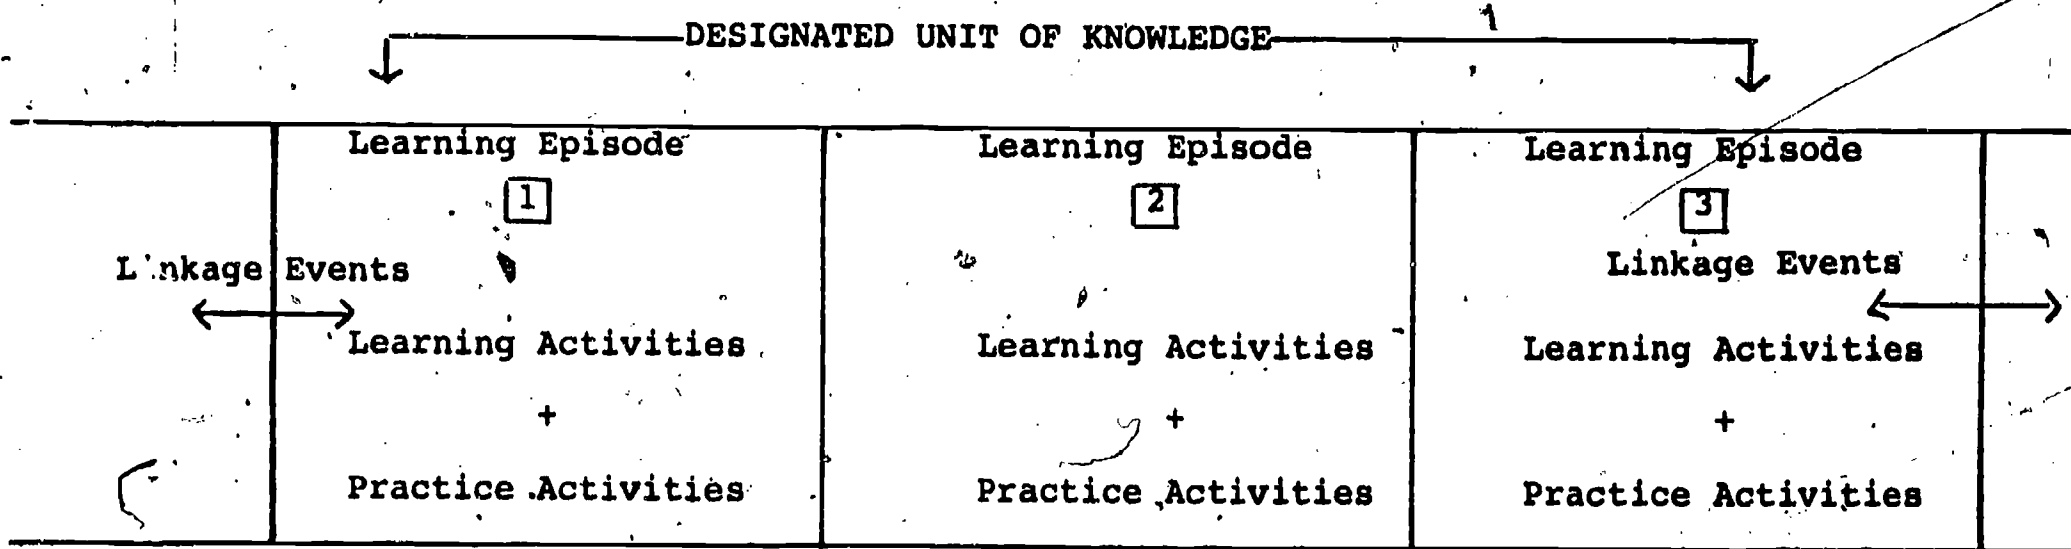 DESIGNATED UNIT OF KNOWLEDGE
Learning Episode Learning Episode Learning Episode
1 2 3
Linkage Events Linkage Events
Learning Activities Learning Activities Learning Activities
+ + +
Practice Activities Practice Activities Practice Activities